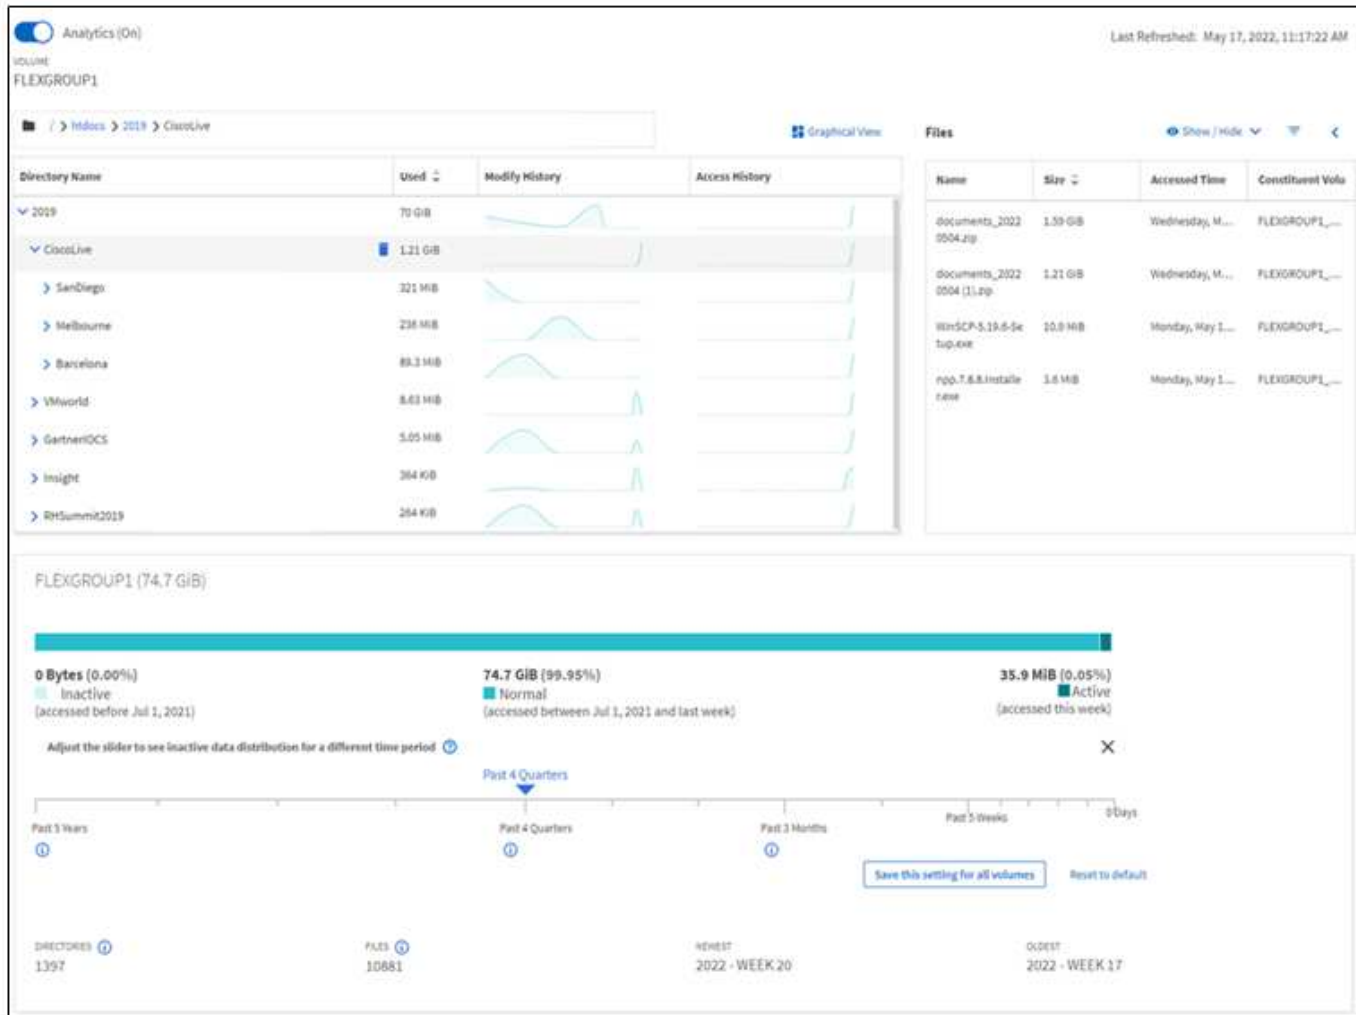 Analytics (On)
Last Refreshed: May 17, 2022, 11:17:22 AM
VOLUME
FLEXGROUP1
/ > htdocs > 2019 > CiscoLive
Graphical View
Files
Show / Hide
Directory Name Used Modify History Access History
2019 70 GiB
CiscoLive 1.21 GiB
SanDiego 321 MiB
Melbourne 236 MiB
Barcelona 89.3 MiB
VMworld 8.63 MiB
GartnerIOCS 5.05 MiB
Insight 364 KiB
RHSummit2019 264 KiB
Name Size Accessed Time Constituent Volu
documents_2022 1.59 GiB Wednesday, M... FLEXGROUP1_...
0504.zip
documents_2022 1.21 GiB Wednesday, M... FLEXGROUP1_...
0504 (1).zip
WinSCP-5.19.6-Se 10.9 MiB Monday, May 1... FLEXGROUP1_...
tup.exe
npp.7.8.8.Installe 3.6 MiB Monday, May 1... FLEXGROUP1_...
r.exe
FLEXGROUP1 (74.7 GiB)
0 Bytes (0.00%)
Inactive
(accessed before Jul 1, 2021)
74.7 GiB (99.95%)
Normal
(accessed between Jul 1, 2021 and last week)
35.9 MiB (0.05%)
Active
(accessed this week)
Adjust the slider to see inactive data distribution for a different time period
Past 4 Quarters
Past 5 Years
Past 4 Quarters
Past 3 Months
Past 5 Weeks
0 Days
Save this setting for all volumes
Reset to default
DIRECTORIES
1397
FILES
10881
NEWEST
2022 - WEEK 20
OLDEST
2022 - WEEK 17